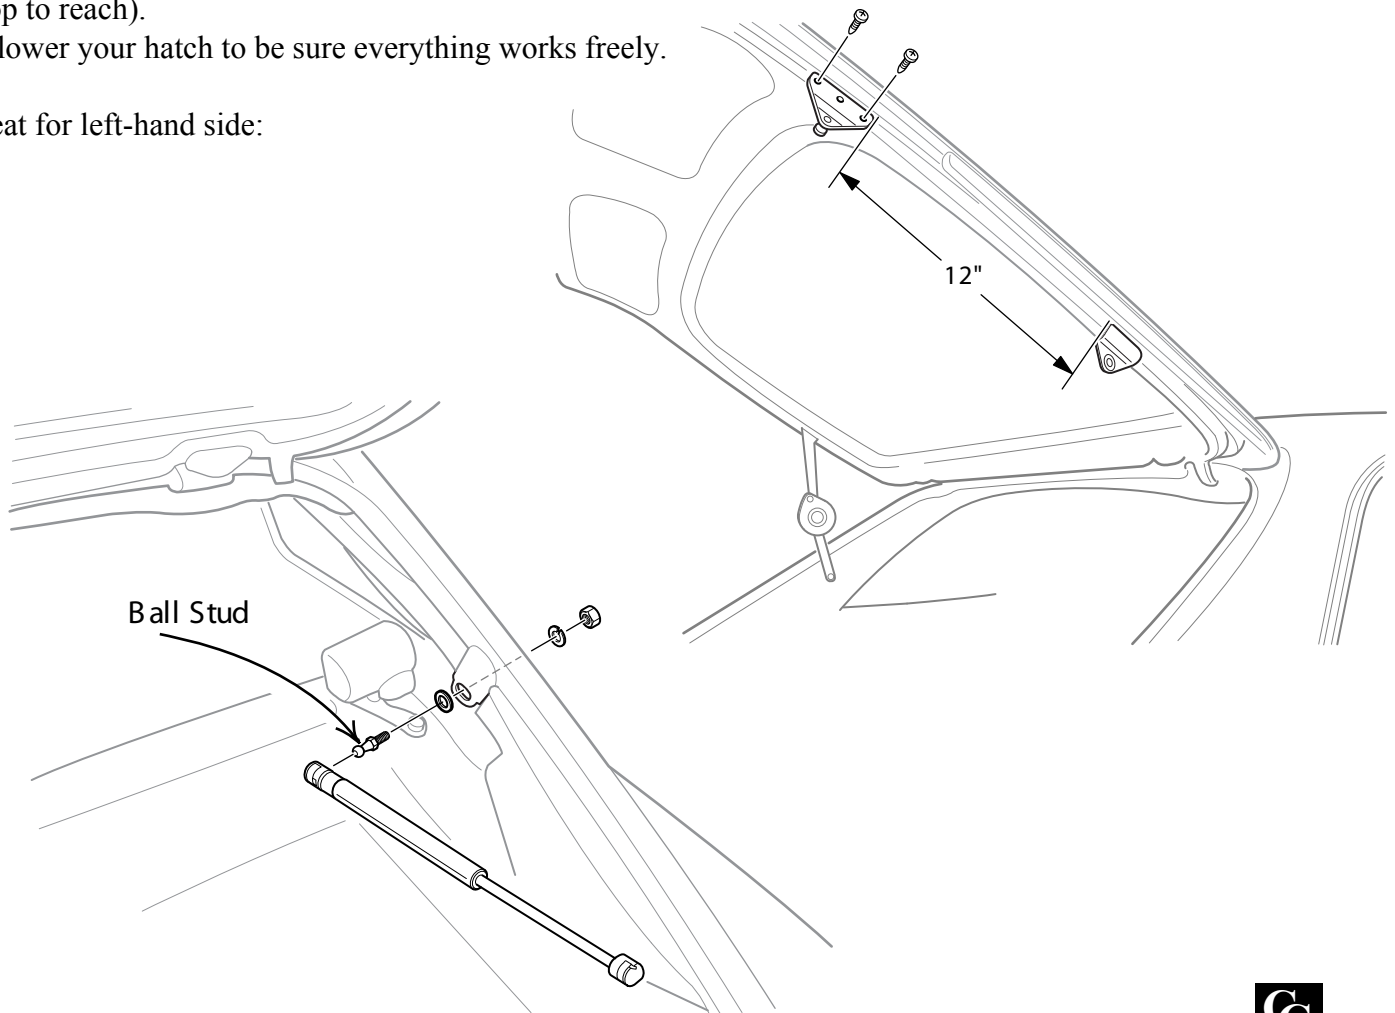 op to reach).
lower your hatch to be sure everything works freely.
eat for left-hand side:
12"
Ball Stud